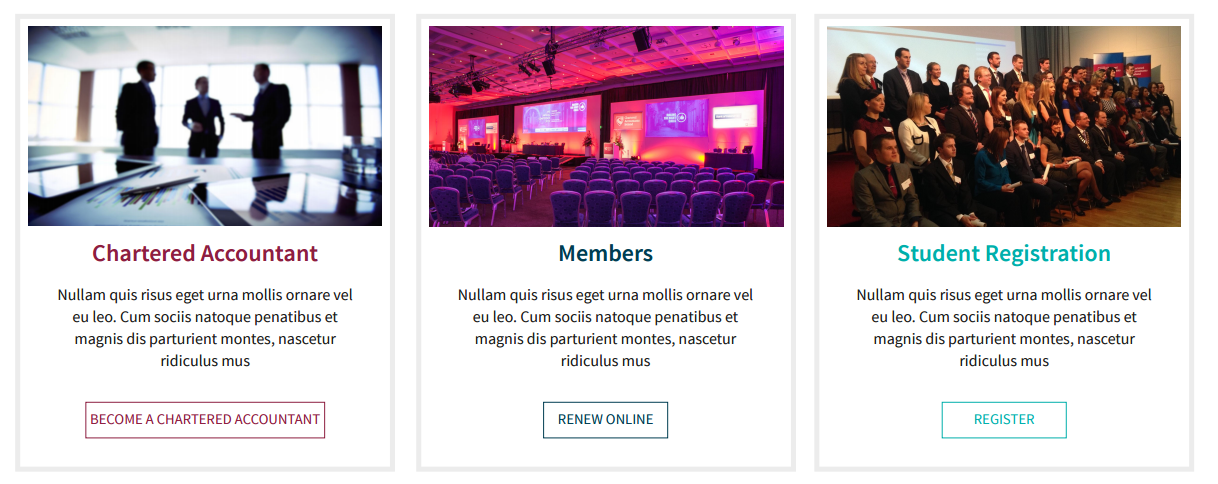 Chartered Accountant
Nullam quis risus eget urna mollis ornare vel
eu leo. Cum sociis natoque penatibus et
magnis dis parturient montes, nascetur
ridiculus mus
BECOME A CHARTERED ACCOUNTANT
Members
Nullam quis risus eget urna mollis ornare vel
eu leo. Cum sociis natoque penatibus et
magnis dis parturient montes, nascetur
ridiculus mus
RENEW ONLINE
Student Registration
Nullam quis risus eget urna mollis ornare vel
eu leo. Cum sociis natoque penatibus et
magnis dis parturient montes, nascetur
ridiculus mus
REGISTER